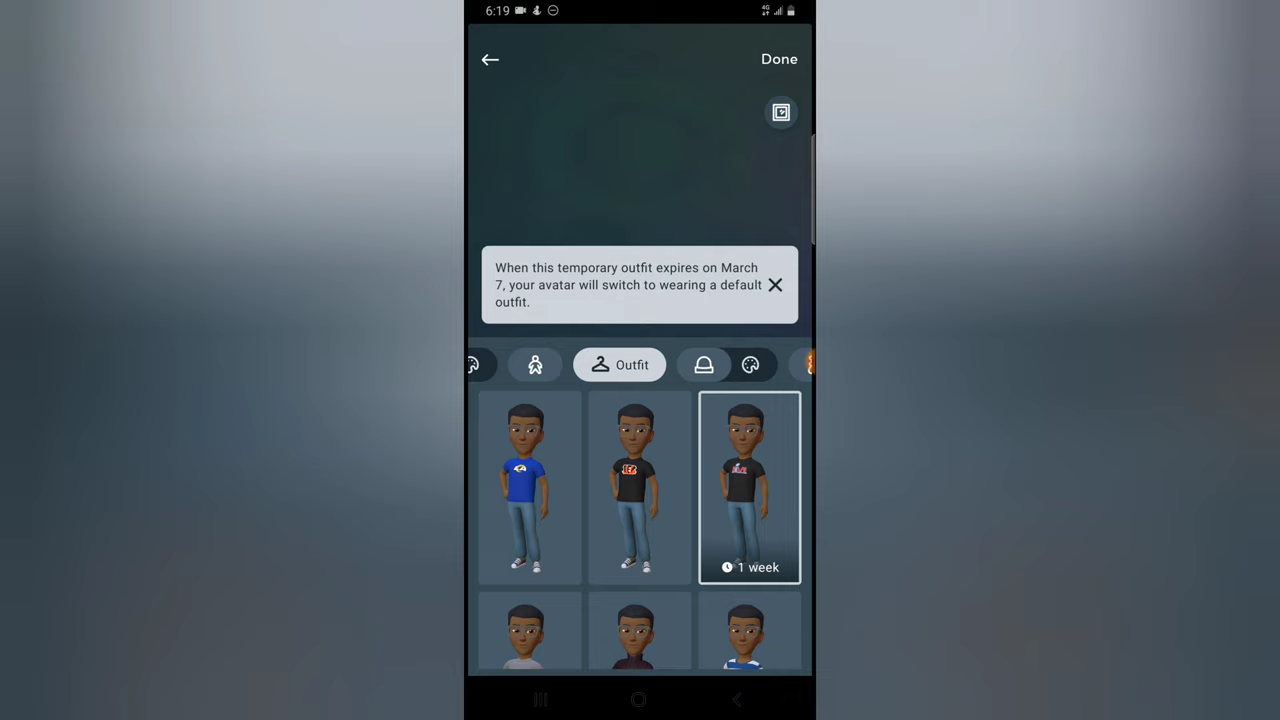 6:19
4G
Done
When this temporary outfit expires on March
7, your avatar will switch to wearing a default
outfit.
Outfit
1 week